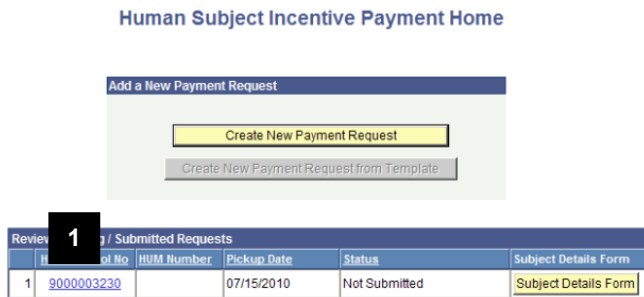 Human Subject Incentive Payment Home
Add a New Payment Request
Create New Payment Request
Create New Payment Request from Template
1
/ Submitted Requests
No HUM Number Pickup Date Status Subject Details Form
1 9000003230 07/15/2010 Not Submitted Subject Details Form